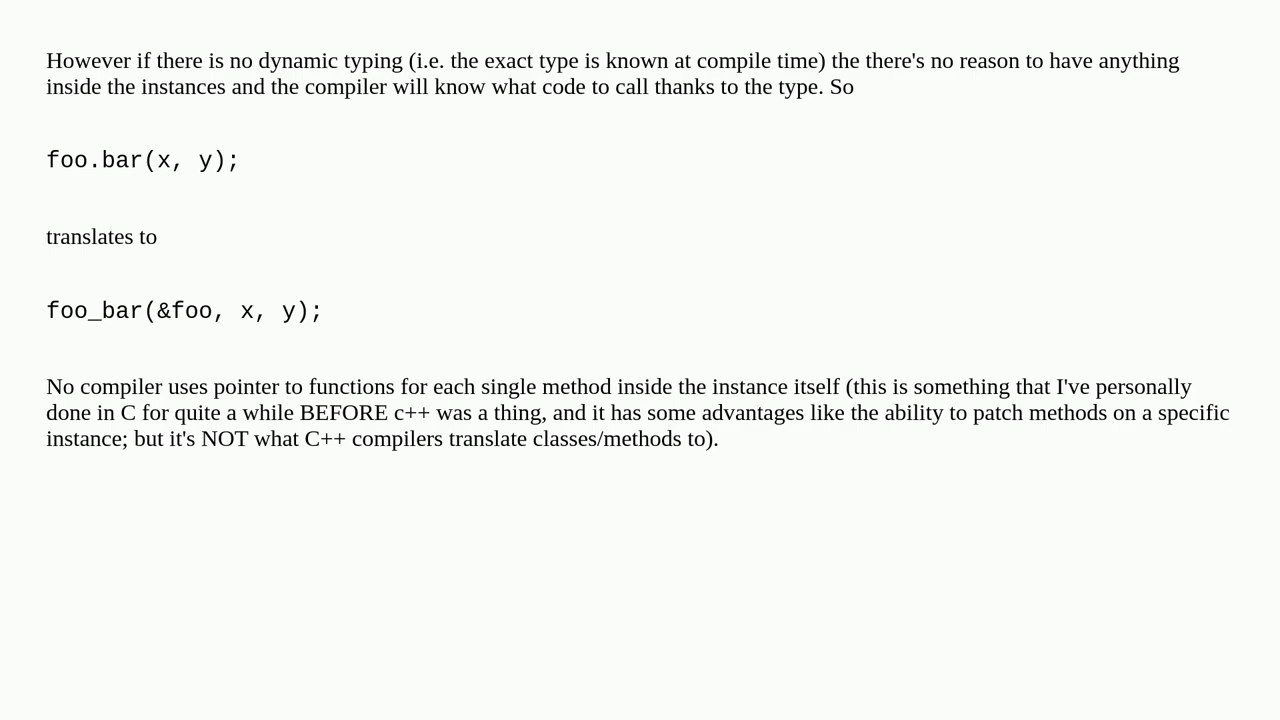 However if there is no dynamic typing (i.e. the exact type is known at compile time) the there's no reason to have anything
inside the instances and the compiler will know what code to call thanks to the type. So
foo.bar(x, y);
translates to
foo_bar(&foo, x, y);
No compiler uses pointer to functions for each single method inside the instance itself (this is something that I've personally
done in C for quite a while BEFORE c++ was a thing, and it has some advantages like the ability to patch methods on a specific
instance; but it's NOT what C++ compilers translate classes/methods to).